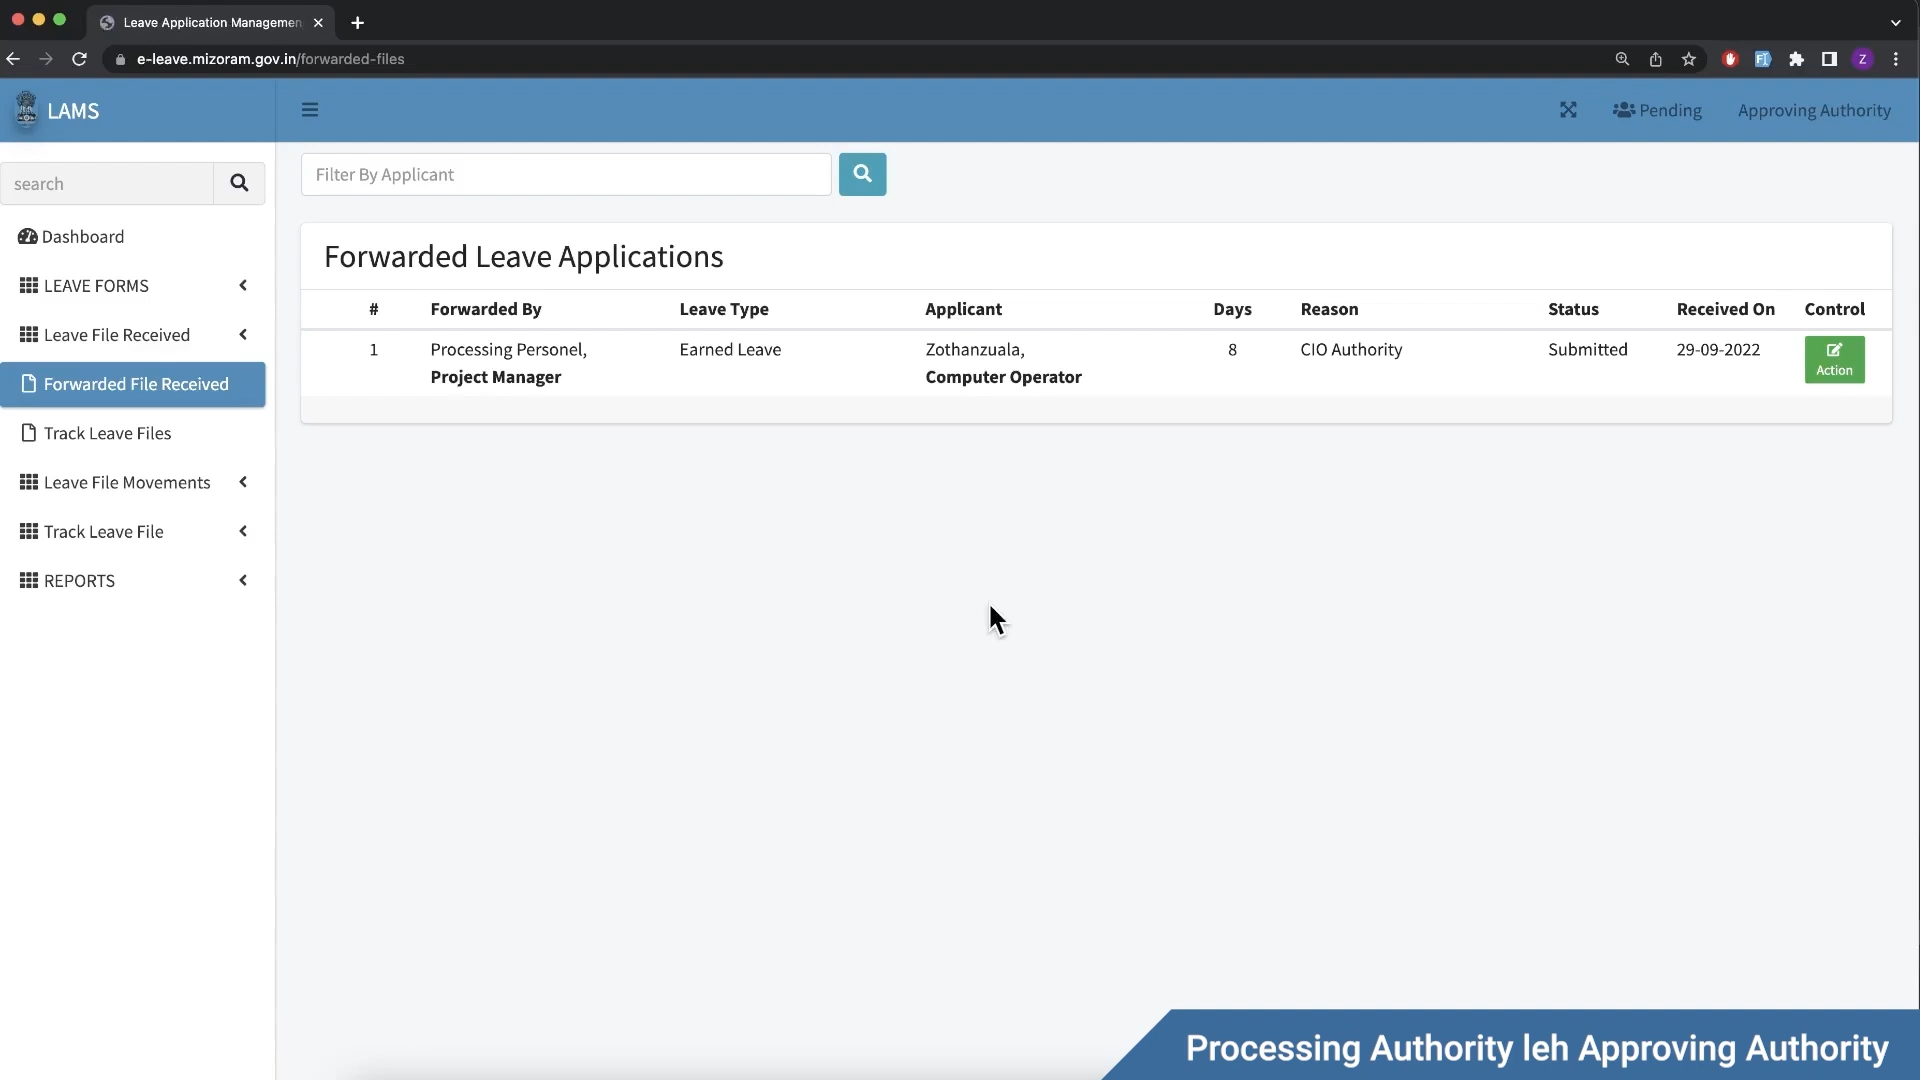 Leave Application Managemen
e-leave.mizoram.gov.in/forwarded-files
Z
LAMS
Pending
Approving Authority
search
Filter By Applicant
Dashboard
LEAVE FORMS
Leave File Received
Forwarded File Received
Track Leave Files
Leave File Movements
Track Leave File
REPORTS
Forwarded Leave Applications
# Forwarded By Leave Type Applicant Days Reason Status Received On Control
1 Processing Personel, Earned Leave Zothanzuala, 8 CIO Authority Submitted 29-09-2022 Action
Project Manager Computer Operator
Processing Authority leh Approving Authority